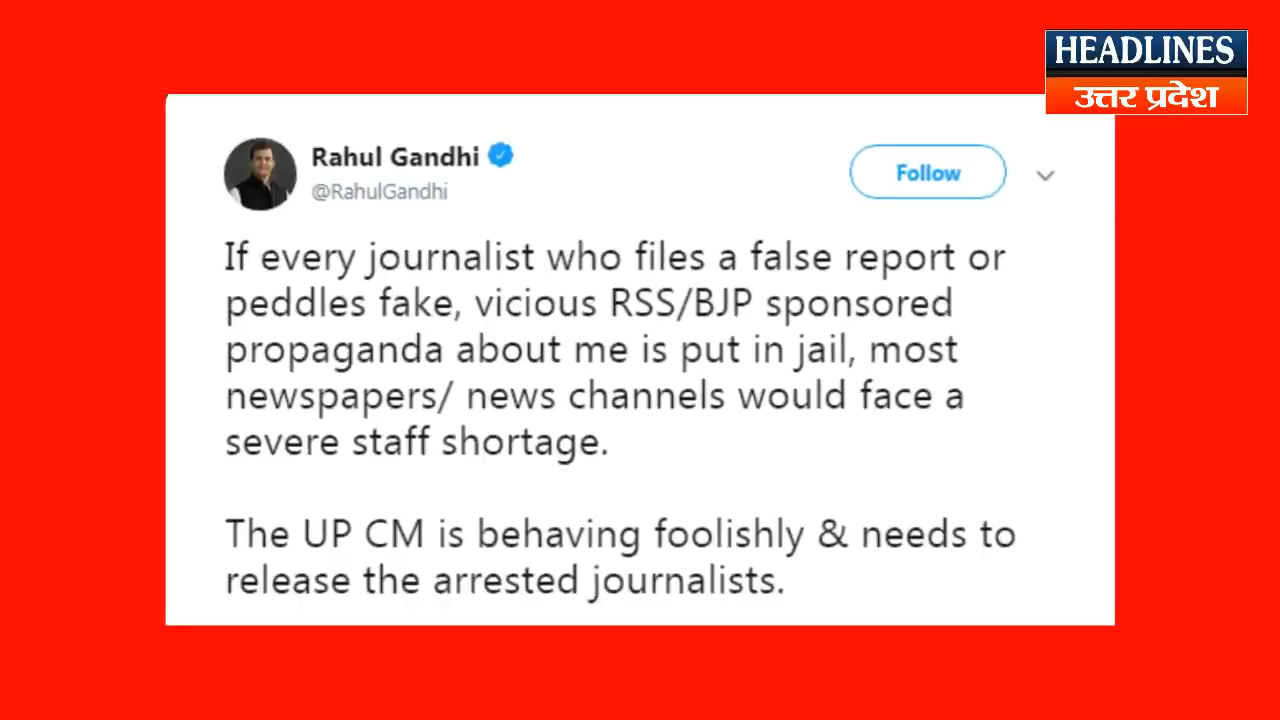 HEADLINES
उत्तर प्रदेश
Rahul Gandhi
@RahulGandhi
Follow
If every journalist who files a false report or
peddles fake, vicious RSS/BJP sponsored
propaganda about me is put in jail, most
newspapers/ news channels would face a
severe staff shortage.
The UP CM is behaving foolishly & needs to
release the arrested journalists.